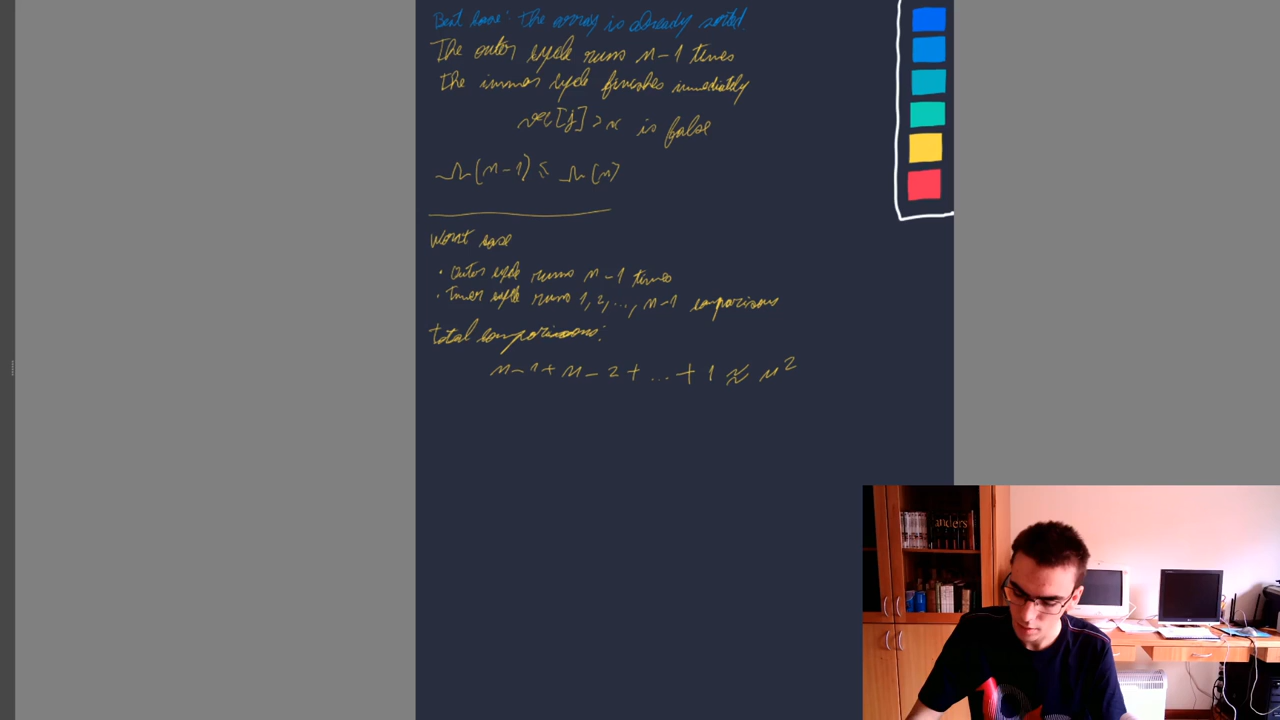 Best case: the array is already sorted.
The outer cycle runs n-1 times
the inner cycle finishes immediately
vec[j] > x is false
Ω(n-1) ≤ Ω(n)
Worst case
· Outer cycle runs n-1 times
· Inner cycle runs 1, 2, ..., n-1 comparisons
total comparisons:
n-1+n-2+...+1 ≈ n²
anders